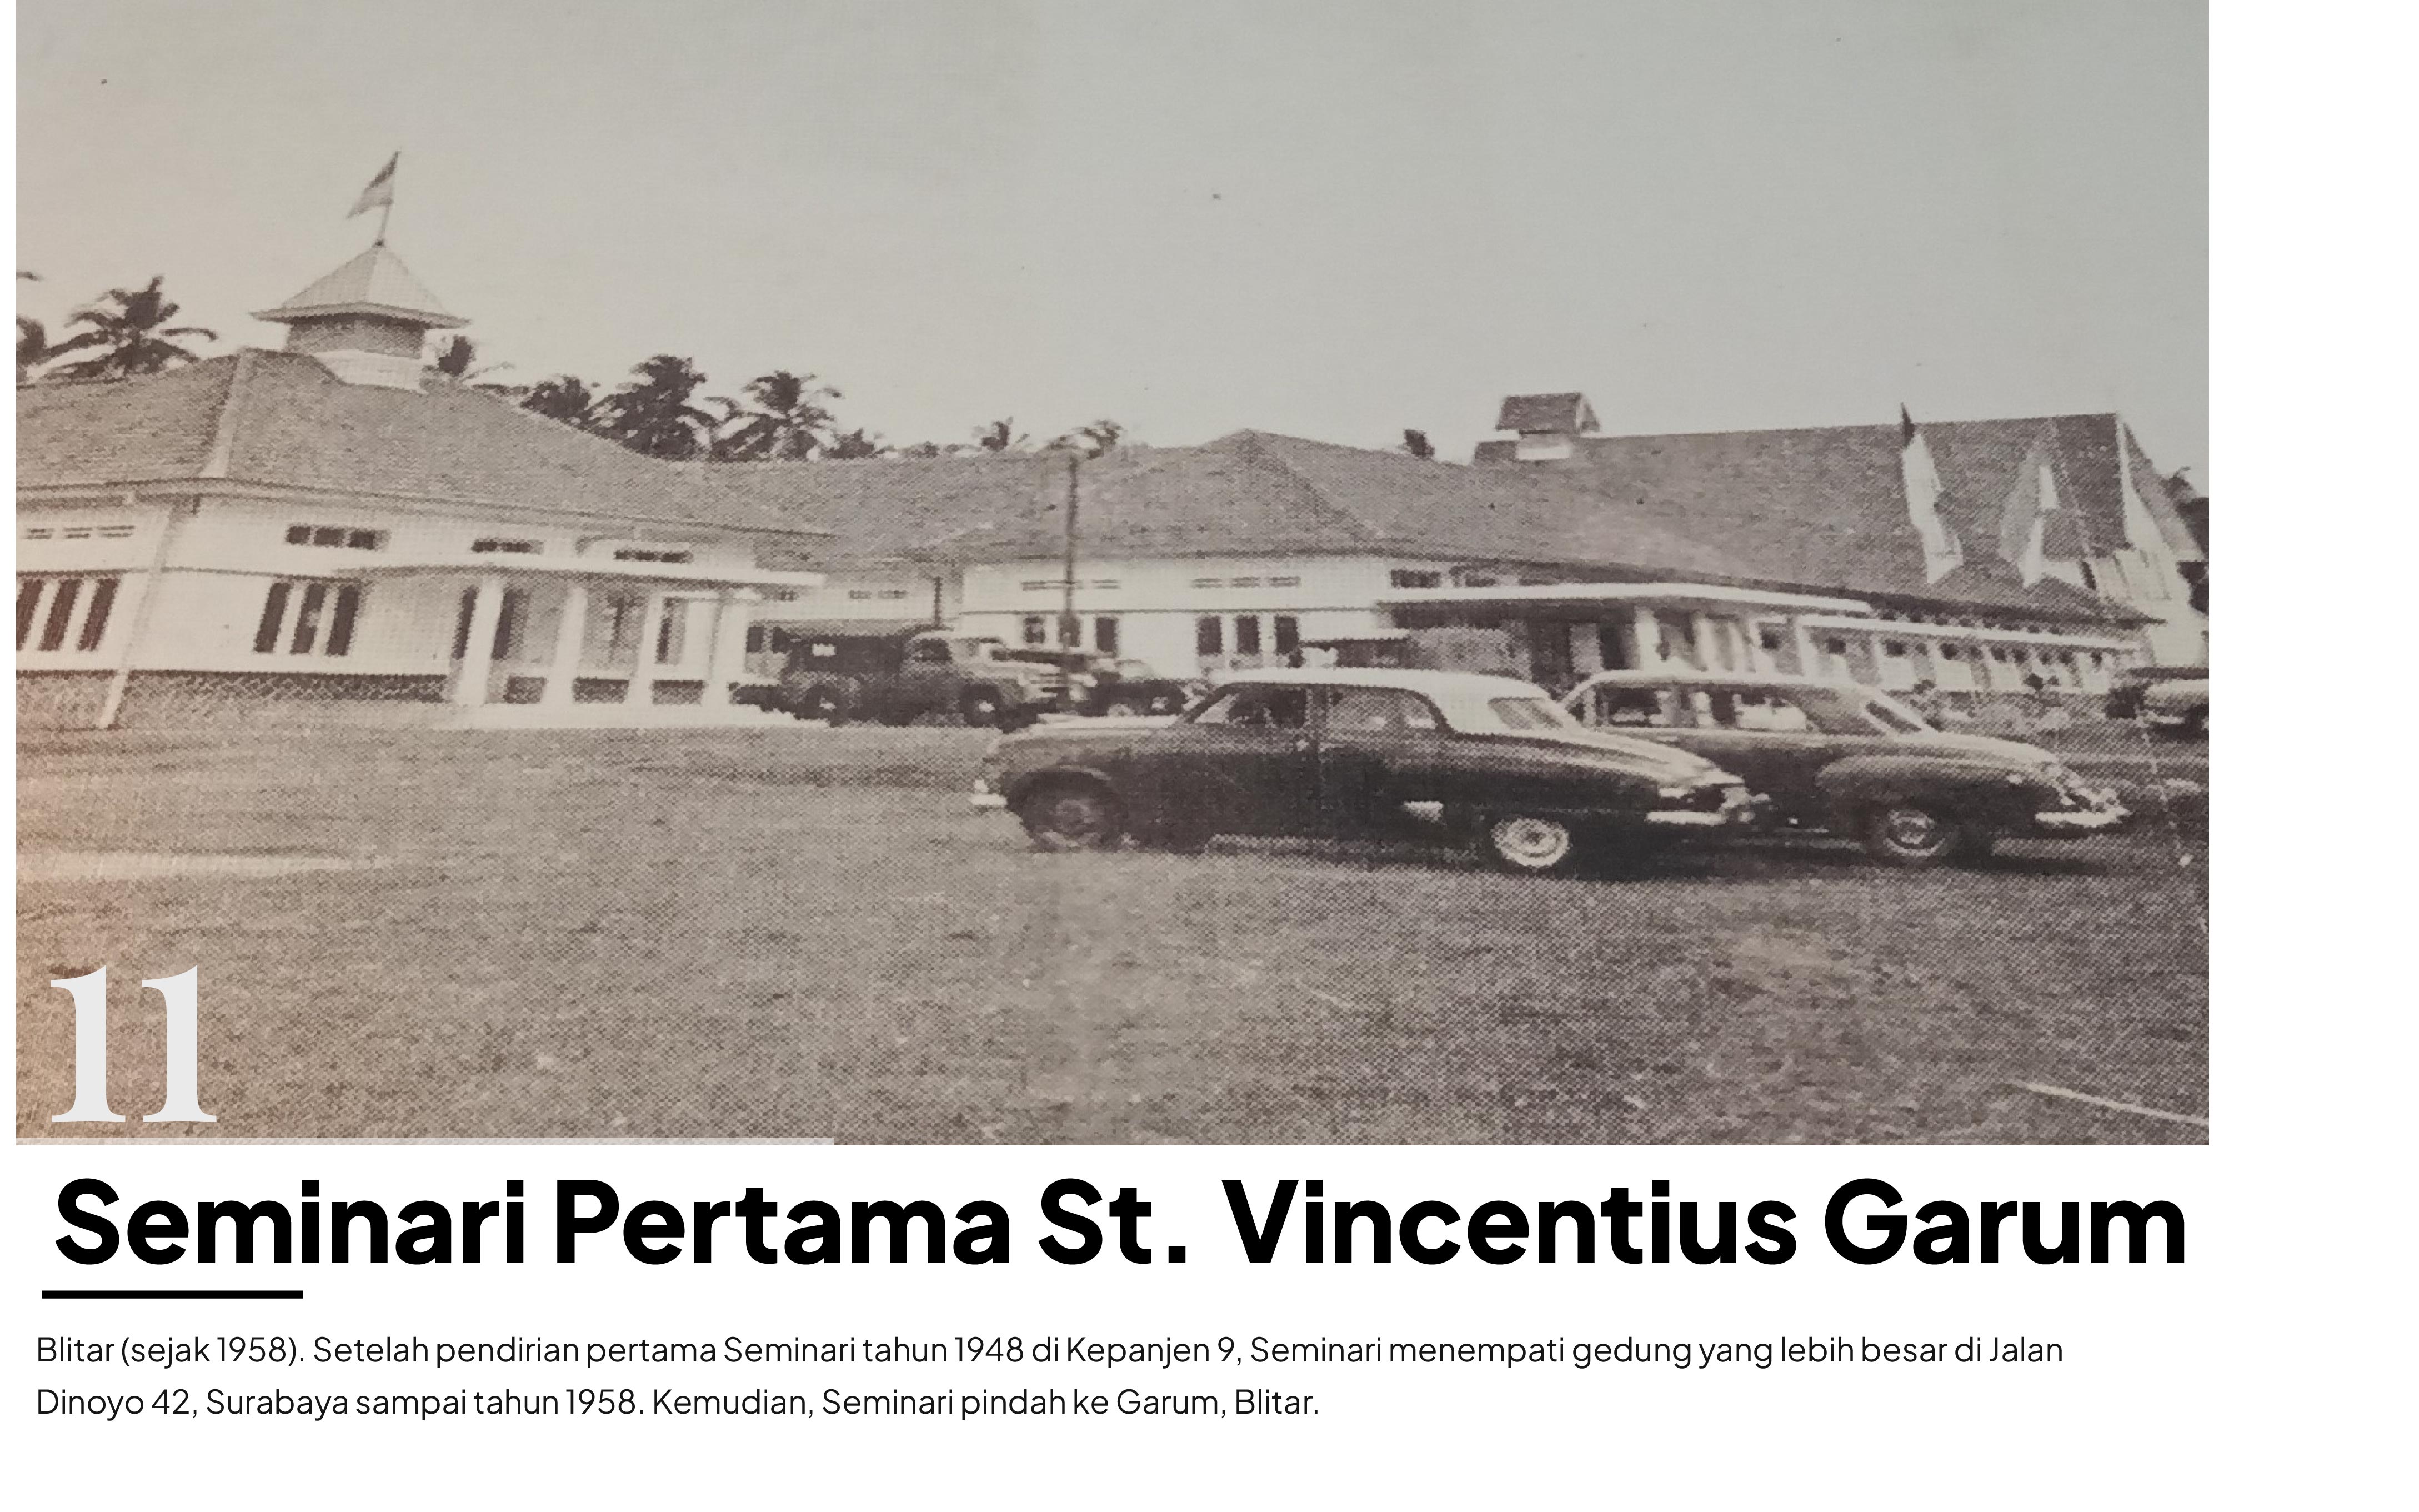 11
Seminari Pertama St. Vincentius Garum
Blitar (sejak 1958). Setelah pendirian pertama Seminari tahun 1948 di Kepanjen 9, Seminari menempati gedung yang lebih besar di Jalan
Dinoyo 42, Surabaya sampai tahun 1958. Kemudian, Seminari pindah ke Garum, Blitar.